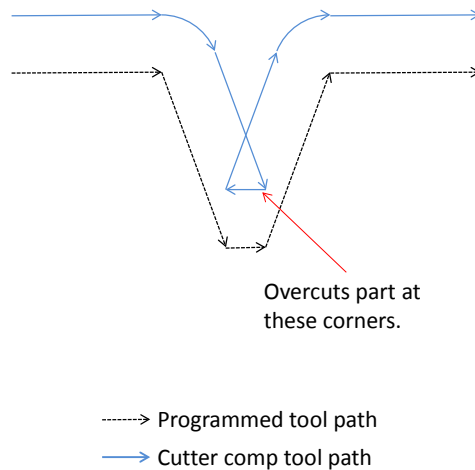 Overcuts part at
these corners.
Programmed tool path
Cutter comp tool path